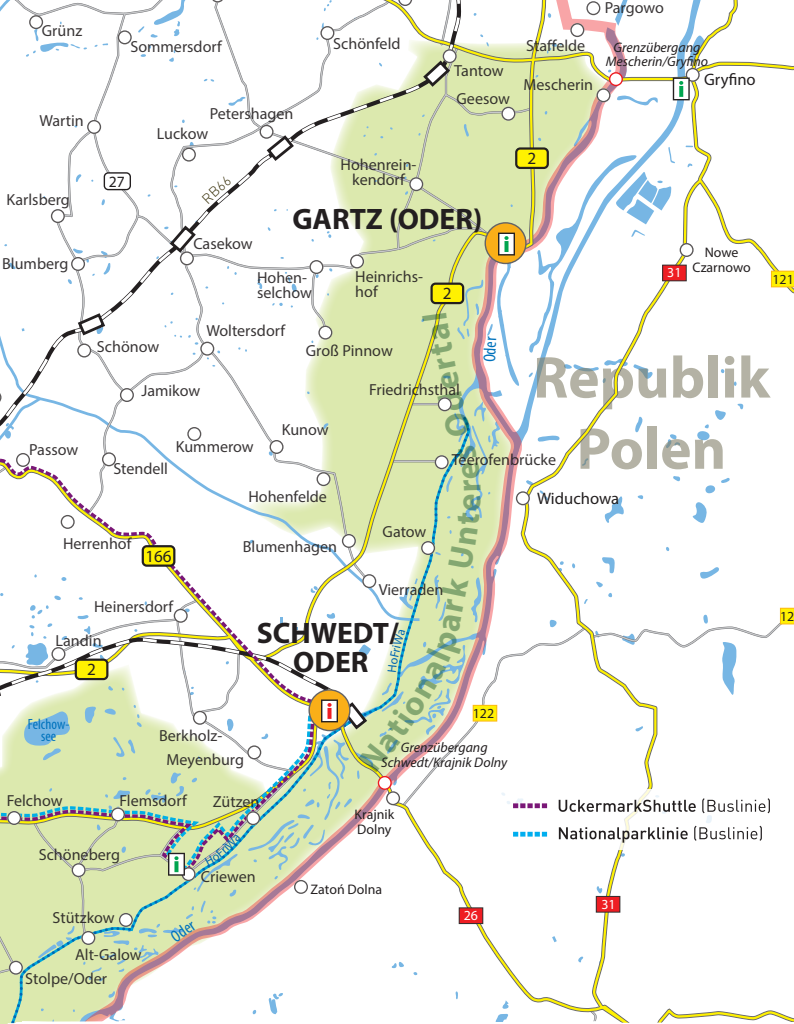 Pargowo
Grünz
Sommersdorf
Schönfeld
Staffelde
Grenzübergang
Mescherin/Gryfino
Tantow
Mescherin
i
Gryfino
Geesow
Petershagen
Wartin
Luckow
2
Hohenrein-
kendorf
27
RB66
Karlsberg
GARTZ (ODER)
i
Casekow
Blumberg
Hohen-
selchow
Heinrichs-
hof
Nowe
Czarnowo
31
121
2
Woltersdorf
Schönow
Groß Pinnow
Oder
Republik
Polen
Jamikow
Friedrichsthal
Nationalpark Unteres Odertal
Kunow
Kummerow
Passow
Stendell
Teerofenbrücke
Hohenfelde
Widuchowa
Herrenhof
166
Blumenhagen
Gatow
Vierraden
Heinersdorf
12
Landin
SCHWEDT/
ODER
HoFriWa
2
i
122
Felchow-
see
Berkholz-
Meyenburg
Grenzübergang
Schwedt/Krajnik Dolny
Felchow
Flemsdorf
Zützen
Krajnik
Dolny
UckermarkShuttle (Buslinie)
Nationalparklinie (Buslinie)
HoFriWa
Schöneberg
i
Criewen
Zatoń Dolna
Stützkow
Oder
26
31
Alt-Galow
Stolpe/Oder